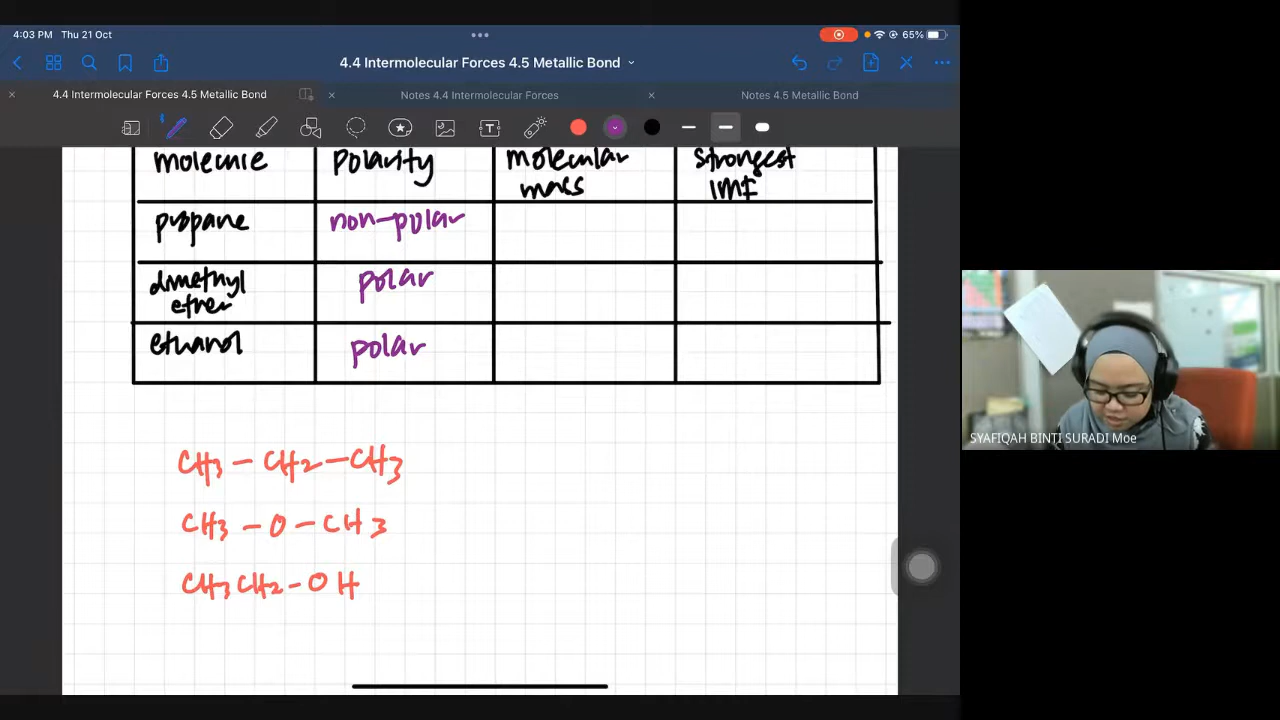 4:03 PM Thu 21 Oct
65%
4.4 Intermolecular Forces 4.5 Metallic Bond
4.4 Intermolecular Forces 4.5 Metallic Bond
Notes 4.4 Intermolecular Forces
Notes 4.5 Metallic Bond
molecule
polarity
molecular
mass
strongest
IMF
propane
non-polar
dimethyl
ether
polar
ethanol
polar
CH3 - CH2 - CH3
CH3 - O - CH3
CH3CH2 - OH
SYAFIQAH BINTI SURADI Moe